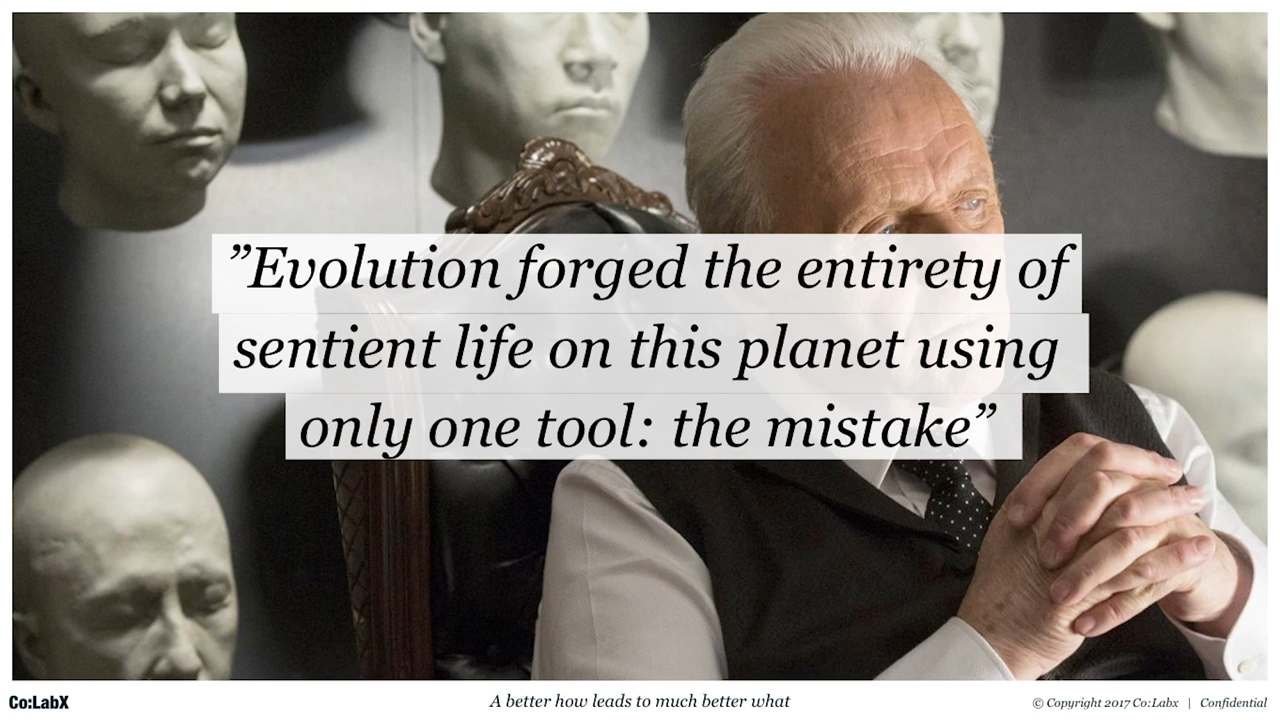 ”Evolution forged the entirety of
sentient life on this planet using
only one tool: the mistake”
Co:LabX
A better how leads to much better what
© Copyright 2017 Co:Labx | Confidential